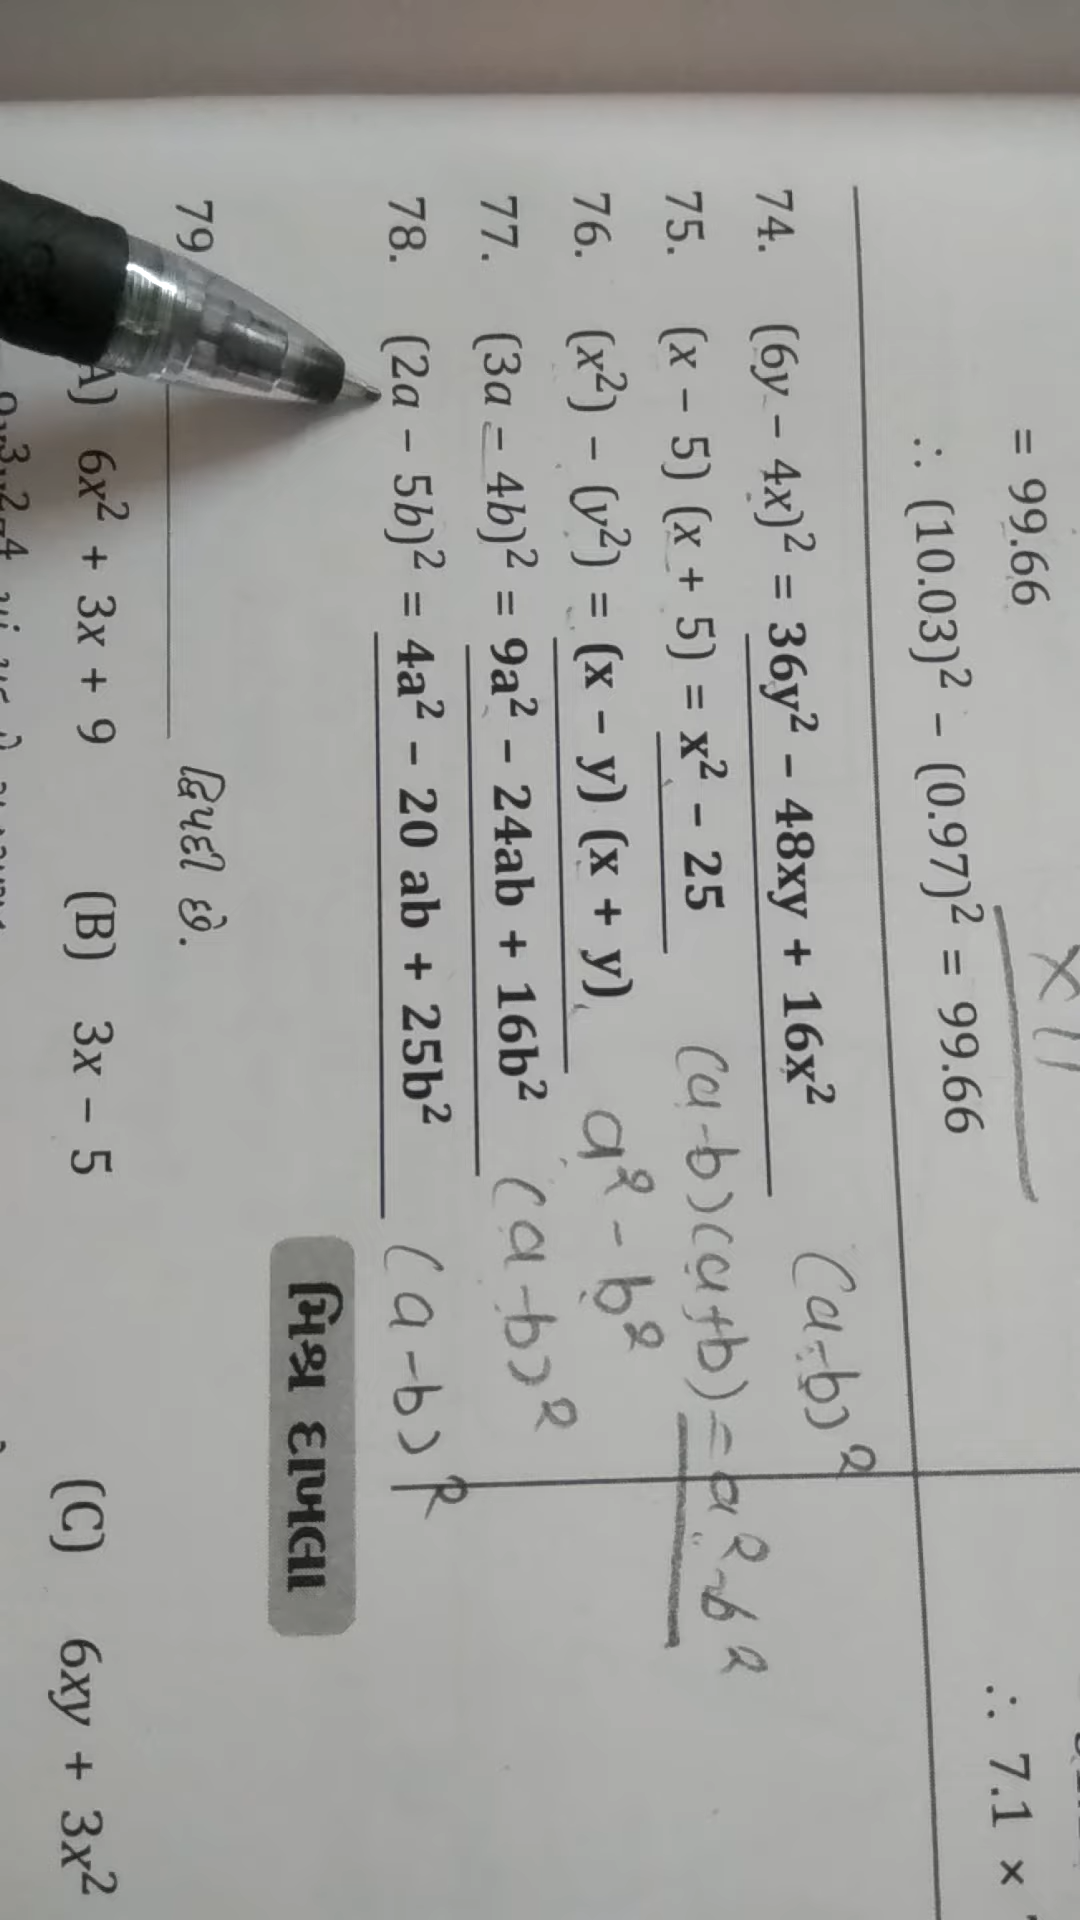 = 99.66
∴ (10.03)² – (0.97)² = 99.66
∴ 7.1 ×
74. (6y – 4x)² = 36y² – 48xy + 16x² (a-b)²
75. (x – 5) (x + 5) = x² – 25 (a-b)(a+b) = a²-b²
76. (x²) – (y²) = (x – y) (x + y) a² - b²
77. (3a – 4b)² = 9a² – 24ab + 16b² (a-b)²
78. (2a – 5b)² = 4a² – 20 ab + 25b² (a-b)²
મિશ્ર દાખલા
79 દ્વિપદી છે.
A) 6x² + 3x + 9 (B) 3x – 5 (C) 6xy + 3x²